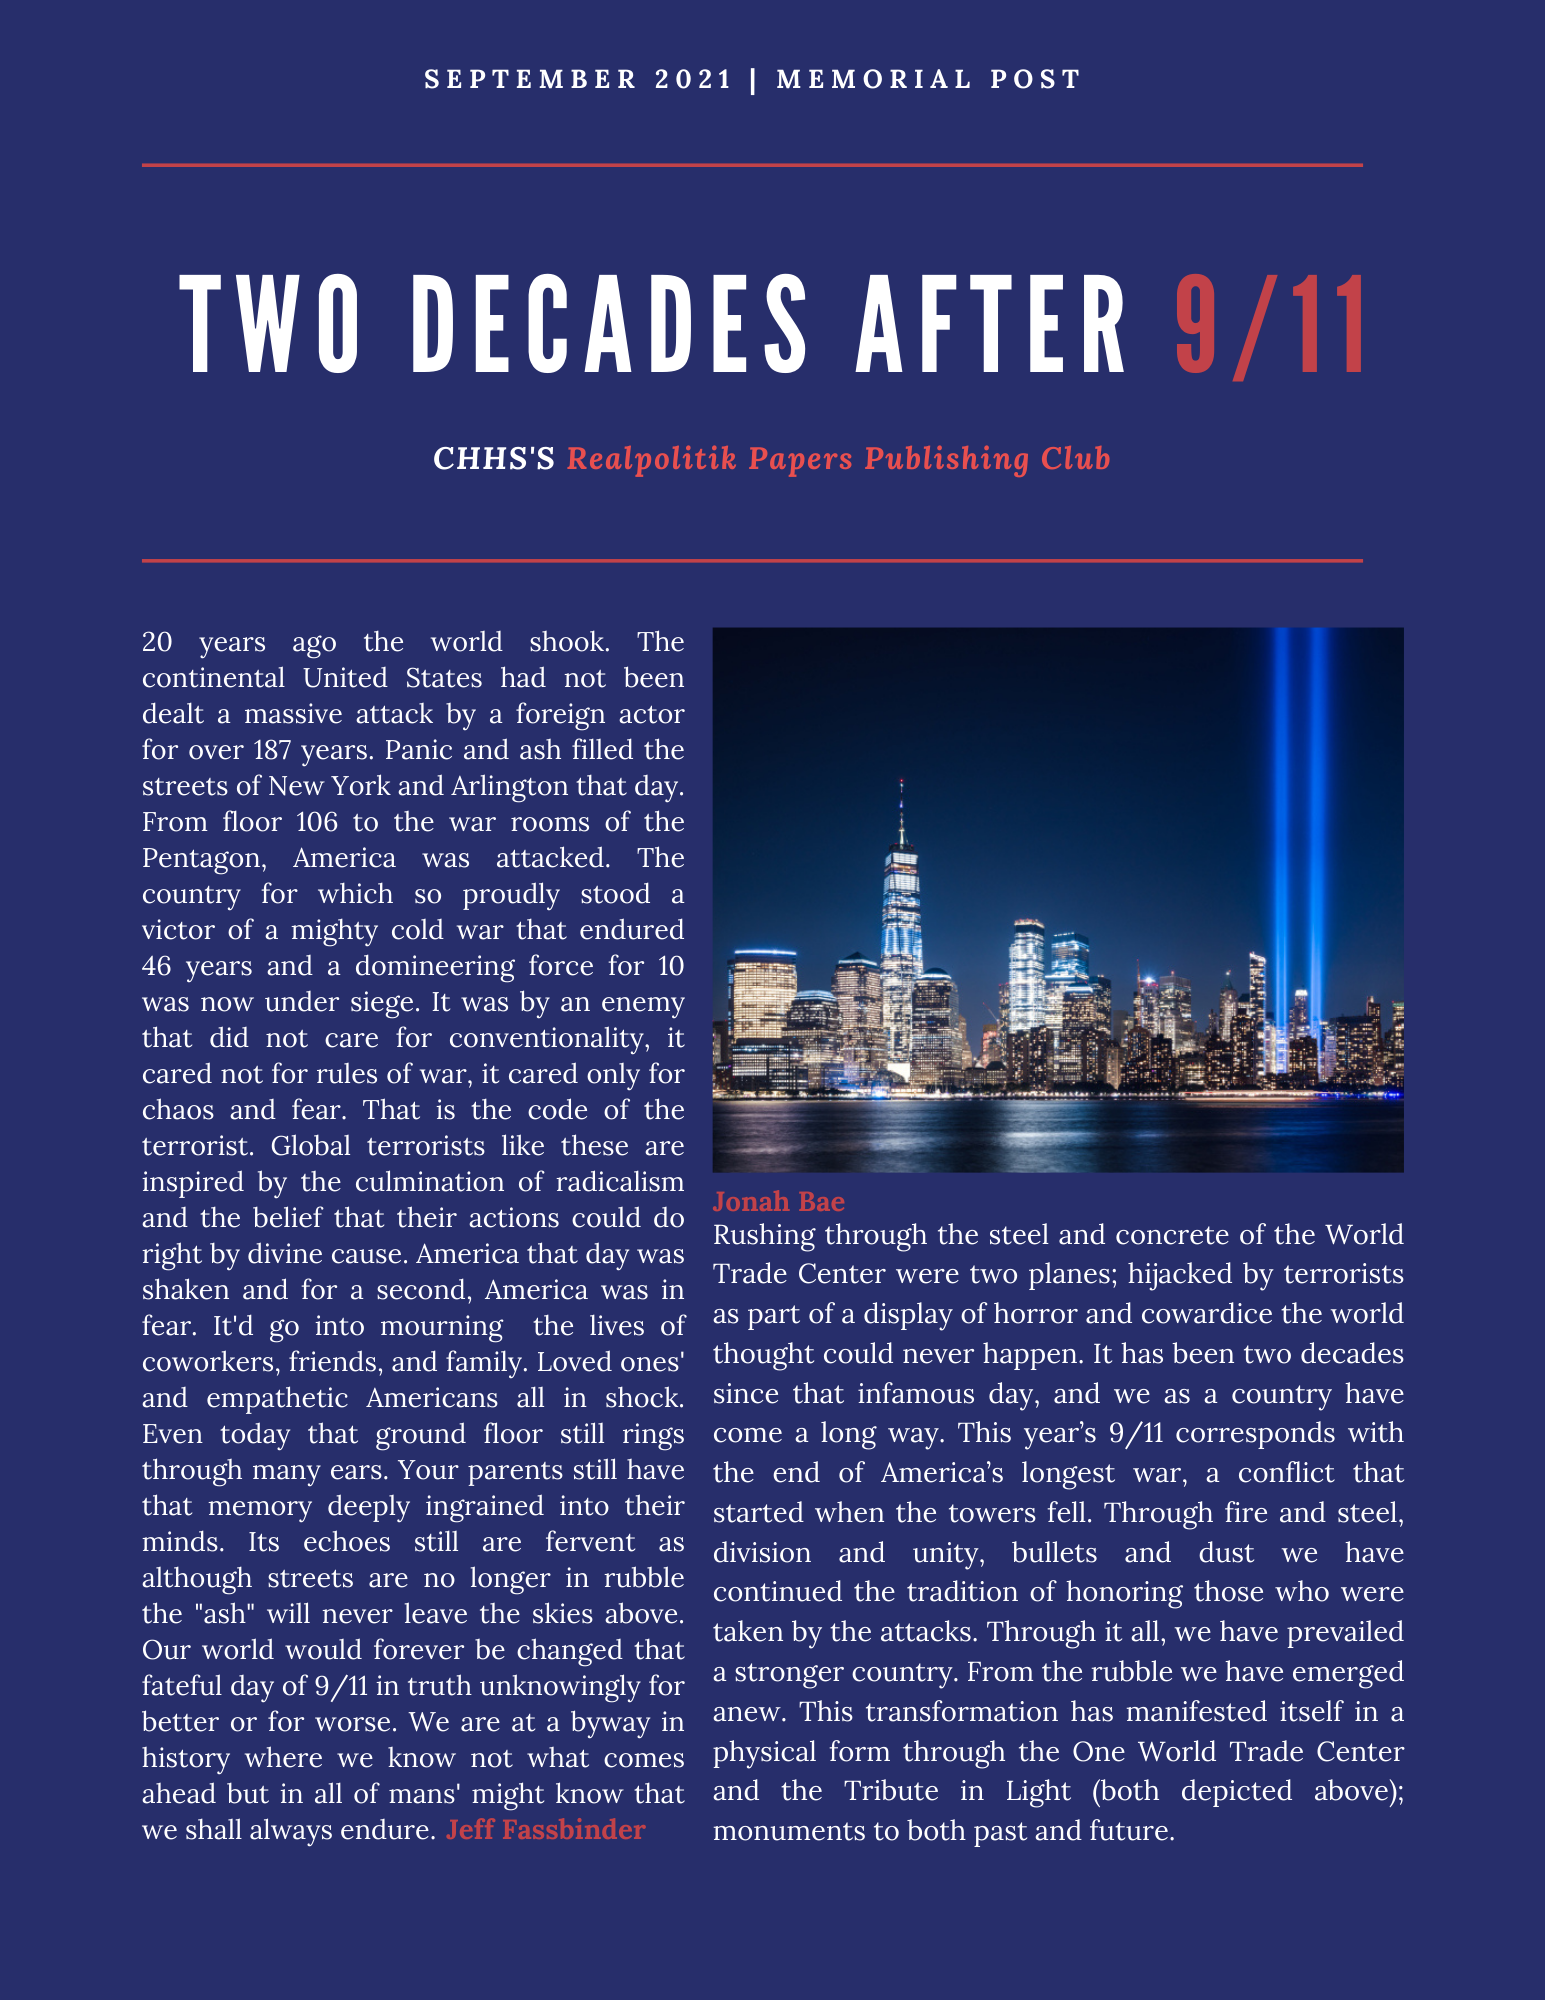 SEPTEMBER 2021 | MEMORIAL POST
TWO DECADES AFTER 9/11
CHHS'S Realpolitik Papers Publishing Club
20 years ago the world shook. The
continental United States had not been
dealt a massive attack by a foreign actor
for over 187 years. Panic and ash filled the
streets of New York and Arlington that day.
From floor 106 to the war rooms of the
Pentagon, America was attacked. The
country for which so proudly stood a
victor of a mighty cold war that endured
46 years and a domineering force for 10
was now under siege. It was by an enemy
that did not care for conventionality, it
cared not for rules of war, it cared only for
chaos and fear. That is the code of the
terrorist. Global terrorists like these are
inspired by the culmination of radicalism
and the belief that their actions could do
right by divine cause. America that day was
shaken and for a second, America was in
fear. It'd go into mourning the lives of
coworkers, friends, and family. Loved ones'
and empathetic Americans all in shock.
Even today that ground floor still rings
through many ears. Your parents still have
that memory deeply ingrained into their
minds. Its echoes still are fervent as
although streets are no longer in rubble
the "ash" will never leave the skies above.
Our world would forever be changed that
fateful day of 9/11 in truth unknowingly for
better or for worse. We are at a byway in
history where we know not what comes
ahead but in all of mans' might know that
we shall always endure. Jeff Fassbinder
Jonah Bae
Rushing through the steel and concrete of the World
Trade Center were two planes; hijacked by terrorists
as part of a display of horror and cowardice the world
thought could never happen. It has been two decades
since that infamous day, and we as a country have
come a long way. This year’s 9/11 corresponds with
the end of America’s longest war, a conflict that
started when the towers fell. Through fire and steel,
division and unity, bullets and dust we have
continued the tradition of honoring those who were
taken by the attacks. Through it all, we have prevailed
a stronger country. From the rubble we have emerged
anew. This transformation has manifested itself in a
physical form through the One World Trade Center
and the Tribute in Light (both depicted above);
monuments to both past and future.